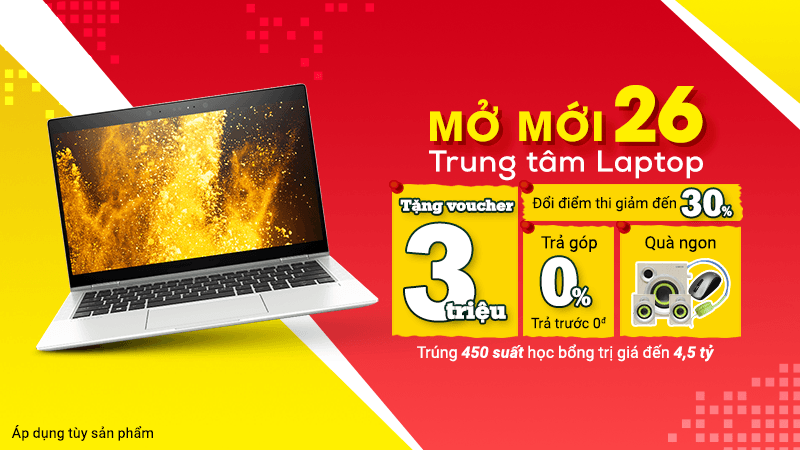 MỞ MỚI 26
Trung tâm Laptop
Tặng voucher
3
triệu
Đổi điểm thi giảm đến 30%
Trả góp
0%
Trả trước 0đ
Quà ngon
Trúng 450 suất học bổng trị giá đến 4,5 tỷ
Áp dụng tùy sản phẩm